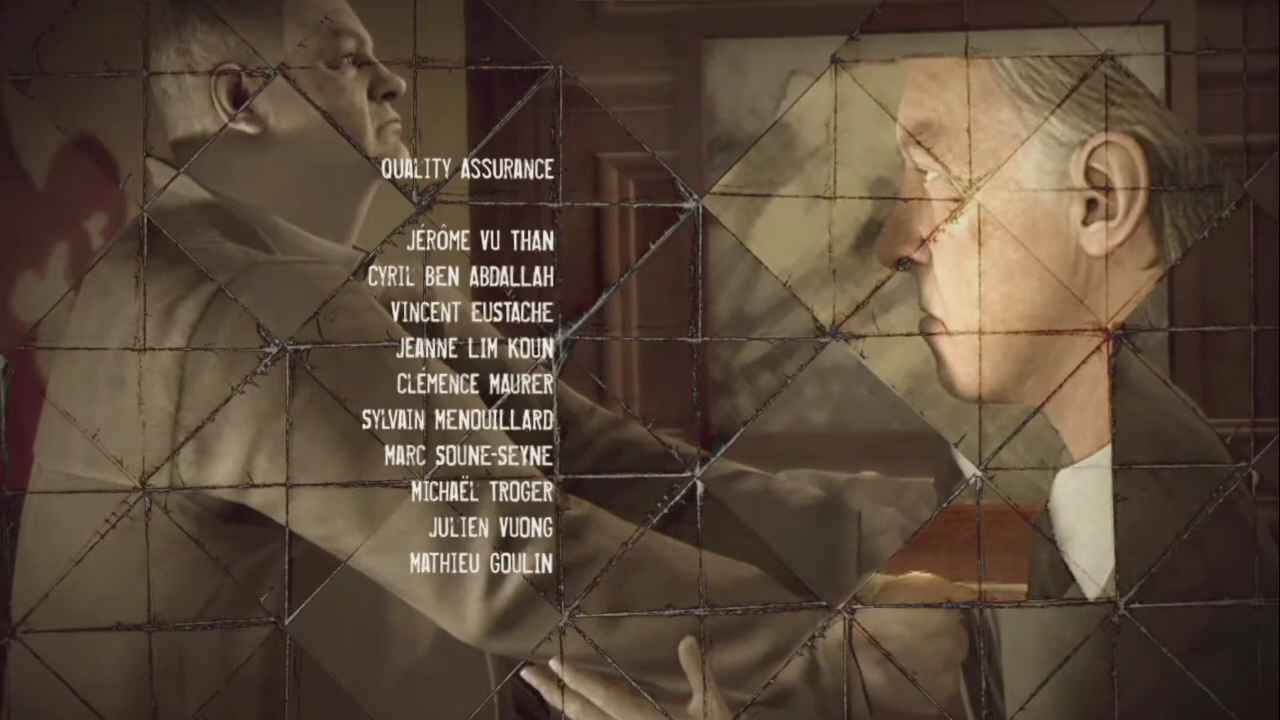 QUALITY ASSURANCE
JÉRÔME VU THAN
CYRIL BEN ABDALLAH
VINCENT EUSTACHE
JEANNE LIM KOUN
CLÉMENCE MAURER
SYLVAIN MENOUILLARD
MARC SOUNE-SEYNE
MICHAËL TROGER
JULIEN VUONG
MATHIEU GOULIN